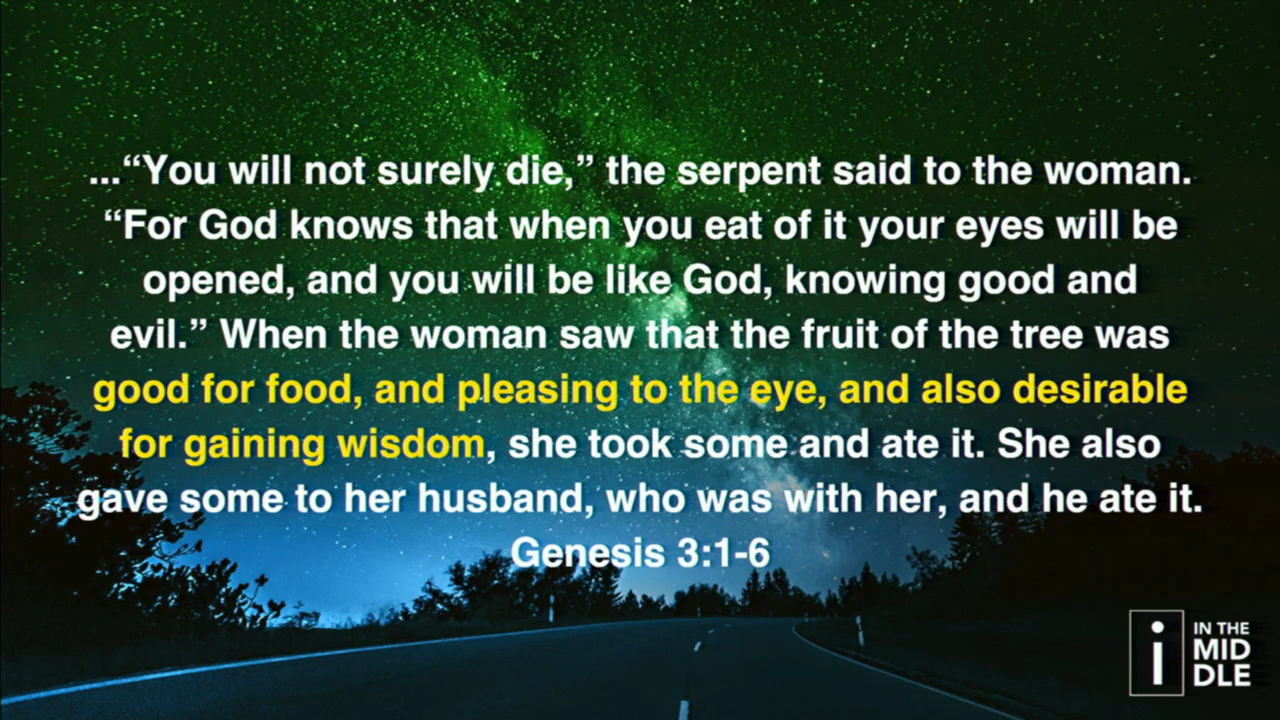 ...“You will not surely die,” the serpent said to the woman.
“For God knows that when you eat of it your eyes will be
opened, and you will be like God, knowing good and
evil.” When the woman saw that the fruit of the tree was
good for food, and pleasing to the eye, and also desirable
for gaining wisdom, she took some and ate it. She also
gave some to her husband, who was with her, and he ate it.
Genesis 3:1-6
i
IN THE
MID
DLE